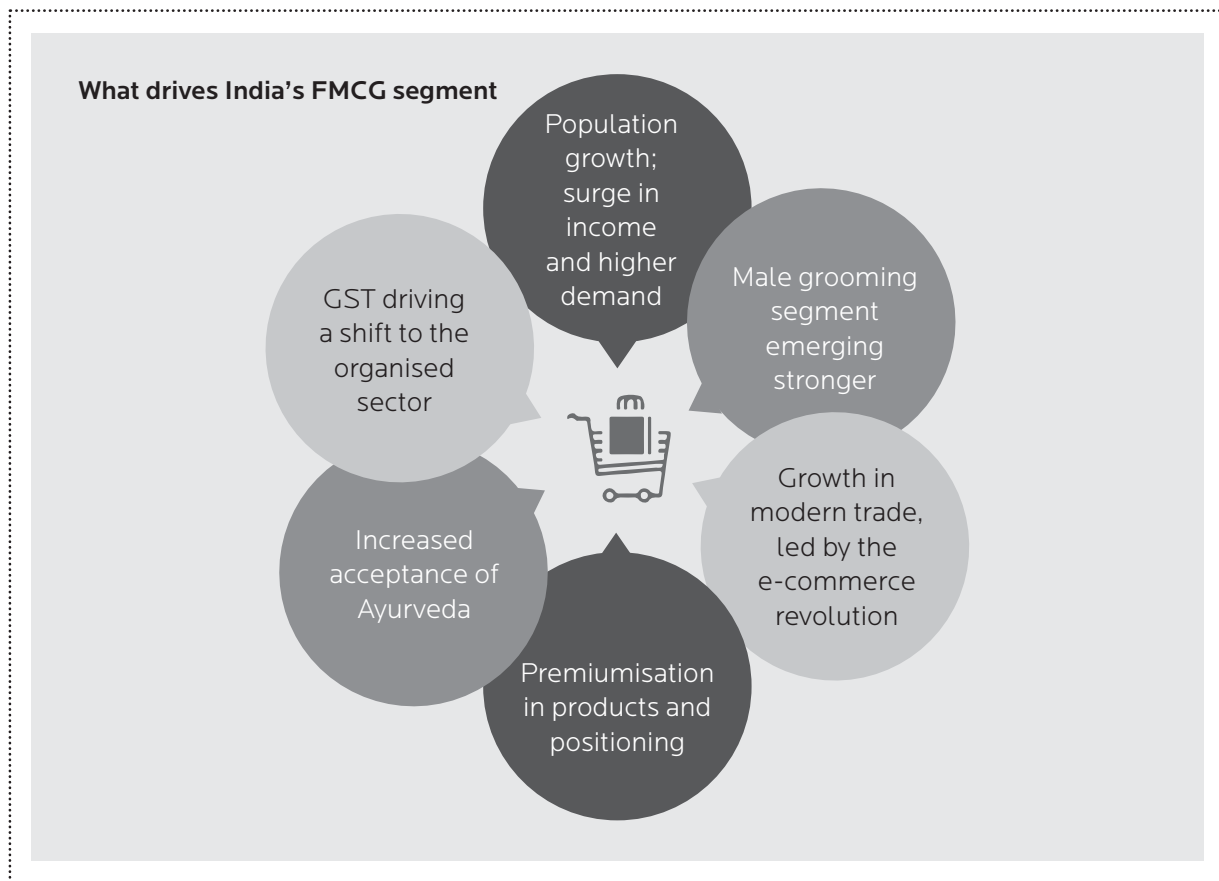 What drives India's FMCG segment
Population
growth;
surge in
income
and higher
demand
Male grooming
segment
emerging
stronger
Growth in
modern trade,
led by the
e-commerce
revolution
Premiumisation
in products and
positioning
Increased
acceptance of
Ayurveda
GST driving
a shift to the
organised
sector